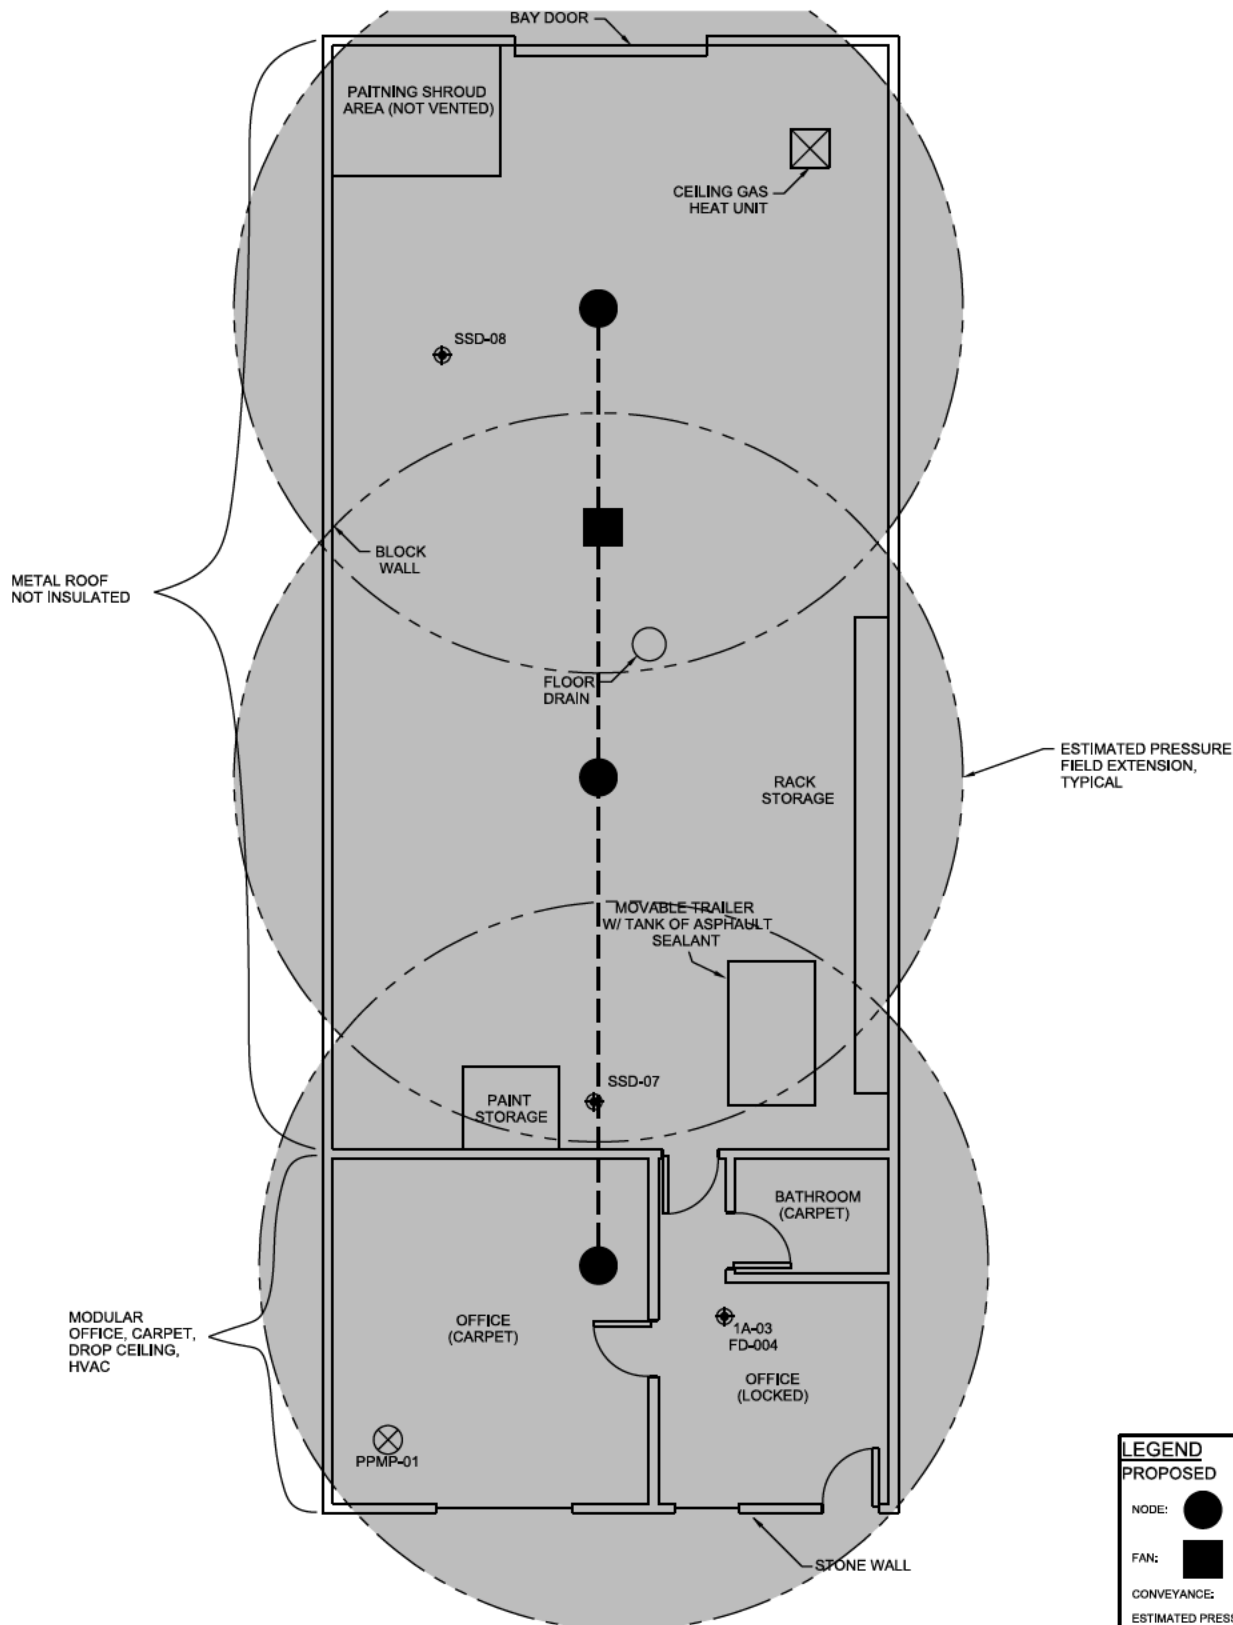 BAY DOOR
PAITNING SHROUD
AREA (NOT VENTED)
CEILING GAS
HEAT UNIT
SSD-08
BLOCK
WALL
METAL ROOF
NOT INSULATED
FLOOR
DRAIN
ESTIMATED PRESSURE
FIELD EXTENSION,
TYPICAL
RACK
STORAGE
MOVABLE TRAILER
W/ TANK OF ASPHAULT
SEALANT
SSD-07
PAINT
STORAGE
BATHROOM
(CARPET)
MODULAR
OFFICE, CARPET,
DROP CEILING,
HVAC
OFFICE
(CARPET)
1A-03
FD-004
OFFICE
(LOCKED)
PPMP-01
STONE WALL
LEGEND
PROPOSED
NODE:
FAN:
CONVEYANCE:
ESTIMATED PRESS